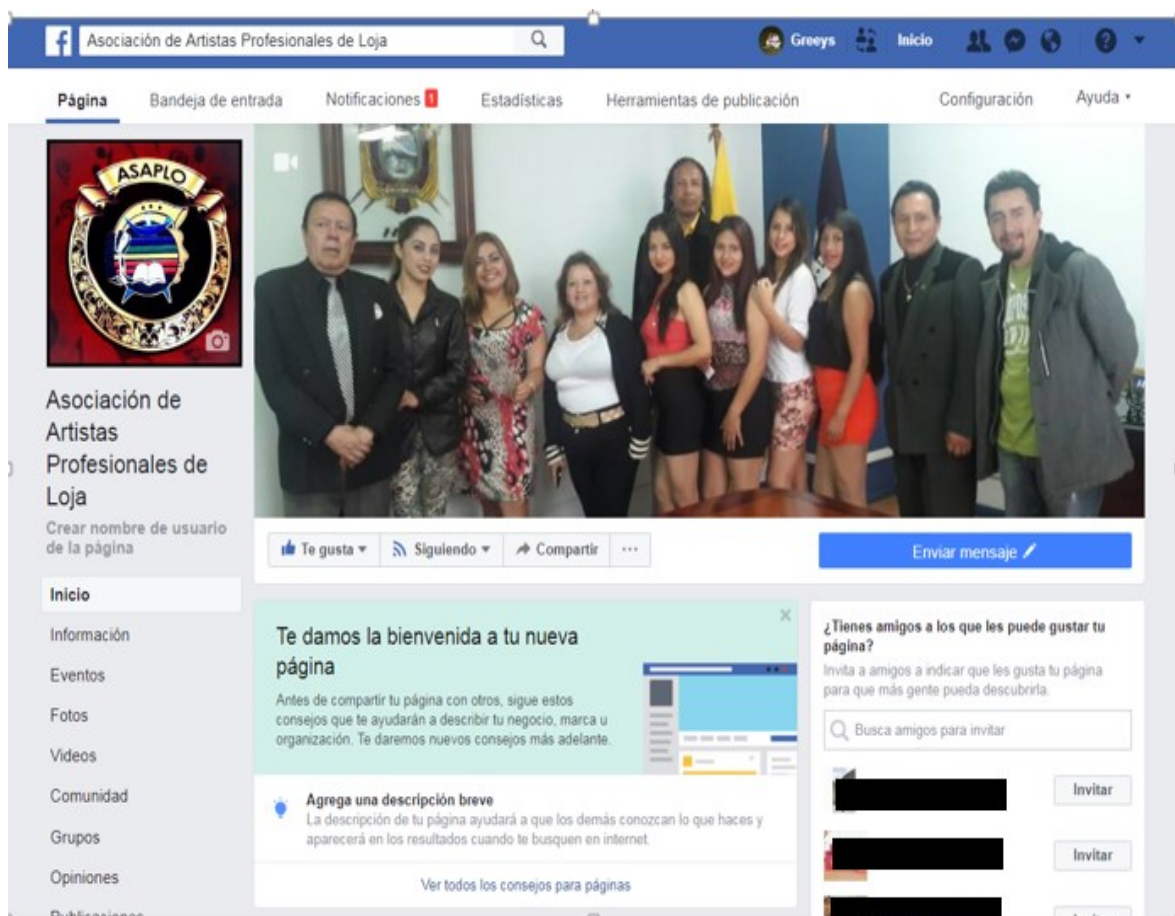 Asociación de Artistas Profesionales de Loja
Greeys
Inicio
Página
Bandeja de entrada
Notificaciones 1
Estadísticas
Herramientas de publicación
Configuración
Ayuda
ASAPLO
Asociación de
Artistas
Profesionales de
Loja
Crear nombre de usuario
de la página
Te gusta
Siguiendo
Compartir
Enviar mensaje
Inicio
Información
Eventos
Fotos
Videos
Comunidad
Grupos
Opiniones
Publicaciones
Te damos la bienvenida a tu nueva
página
Antes de compartir tu página con otros, sigue estos
consejos que te ayudarán a describir tu negocio, marca u
organización. Te daremos nuevos consejos más adelante.
Agrega una descripción breve
La descripción de tu página ayudará a que los demás conozcan lo que haces y
aparecerá en los resultados cuando te busquen en internet.
Ver todos los consejos para páginas
¿Tienes amigos a los que les puede gustar tu
página?
Invita a amigos a indicar que les gusta tu página
para que más gente pueda descubrirla.
Busca amigos para invitar
Invitar
Invitar